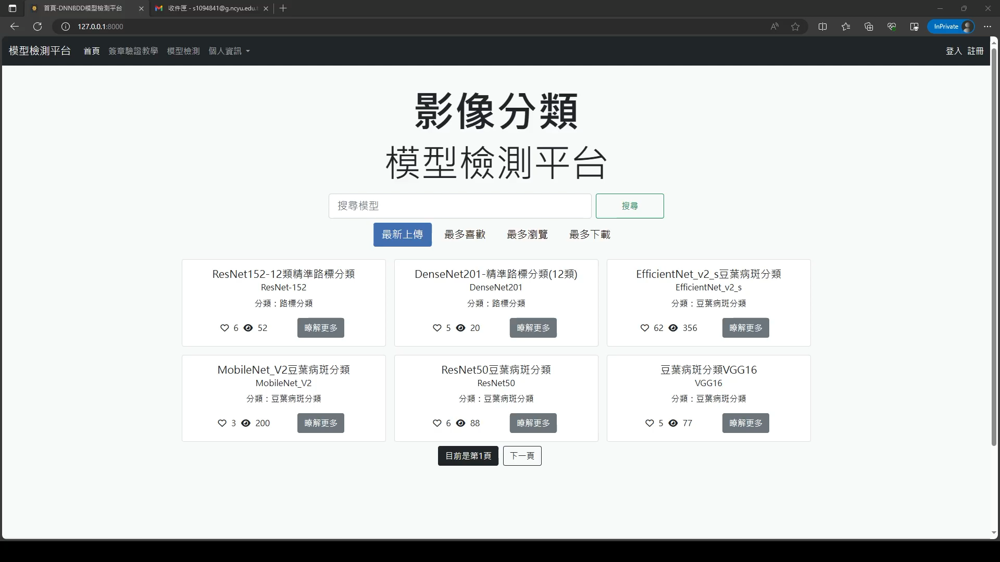 首頁-DNNBDD模型檢測平台
收件匣 - s1094841@g.ncyu.edu.t
127.0.0.1:8000
InPrivate
模型檢測平台 首頁 簽章驗證教學 模型檢測 個人資訊 登入 註冊
影像分類
模型檢測平台
搜尋模型 搜尋
最新上傳 最多喜歡 最多瀏覽 最多下載
ResNet152-12類精準路標分類
ResNet-152
分類：路標分類
6 52 瞭解更多
DenseNet201-精準路標分類(12類)
DenseNet201
分類：路標分類
5 20 瞭解更多
EfficientNet_v2_s豆葉病斑分類
EfficientNet_v2_s
分類：豆葉病斑分類
62 356 瞭解更多
MobileNet_V2豆葉病斑分類
MobileNet_V2
分類：豆葉病斑分類
3 200 瞭解更多
ResNet50豆葉病斑分類
ResNet50
分類：豆葉病斑分類
6 88 瞭解更多
豆葉病斑分類VGG16
VGG16
分類：豆葉病斑分類
5 77 瞭解更多
目前是第1頁 下一頁